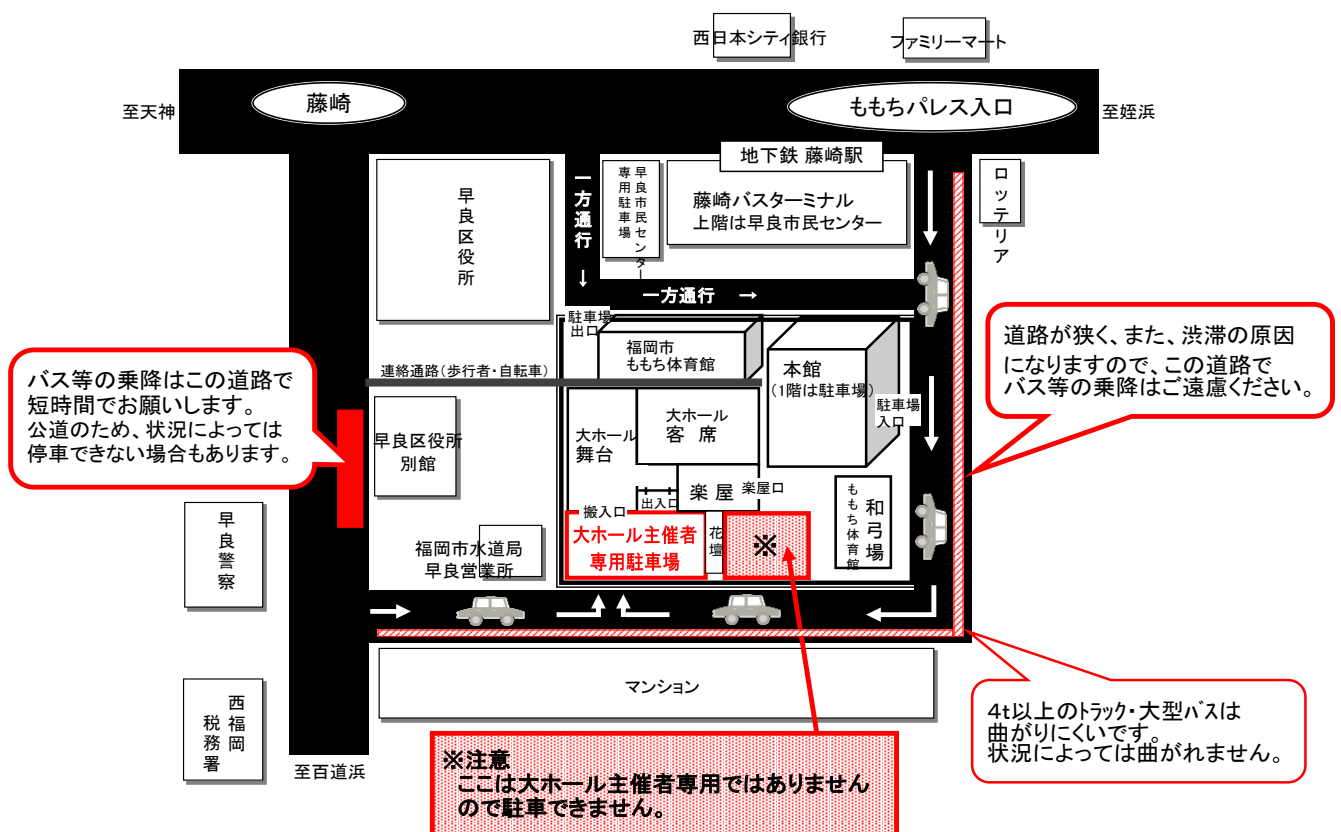 西日本シティ銀行
ファミリーマート
至天神
藤崎
ももちパレス入口
至姪浜
地下鉄 藤崎駅
早良区役所
一方通行
↓
早良市民センター
専用駐車場
藤崎バスターミナル
上階は早良市民センター
ロッテリア
一方通行 →
駐車場
出口
福岡市
ももち体育館
本館
(1階は駐車場)
駐車場
入口
道路が狭く、また、渋滞の原因
になりますので、この道路で
バス等の乗降はご遠慮ください。
連絡通路(歩行者・自転車)
バス等の乗降はこの道路で
短時間でお願いします。
公道のため、状況によっては
停車できない場合もあります。
早良区役所
別館
大ホール
舞台
大ホール
客 席
楽 屋
楽屋口
出入口
搬入口
大ホール主催者
専用駐車場
花壇
※
ももち体育館
和弓場
早良警察
福岡市水道局
早良営業所
マンション
西福岡
税務署
至百道浜
4t以上のトラック・大型バスは
曲がりにくいです。
状況によっては曲がれません。
※注意
ここは大ホール主催者専用ではありません
ので駐車できません。